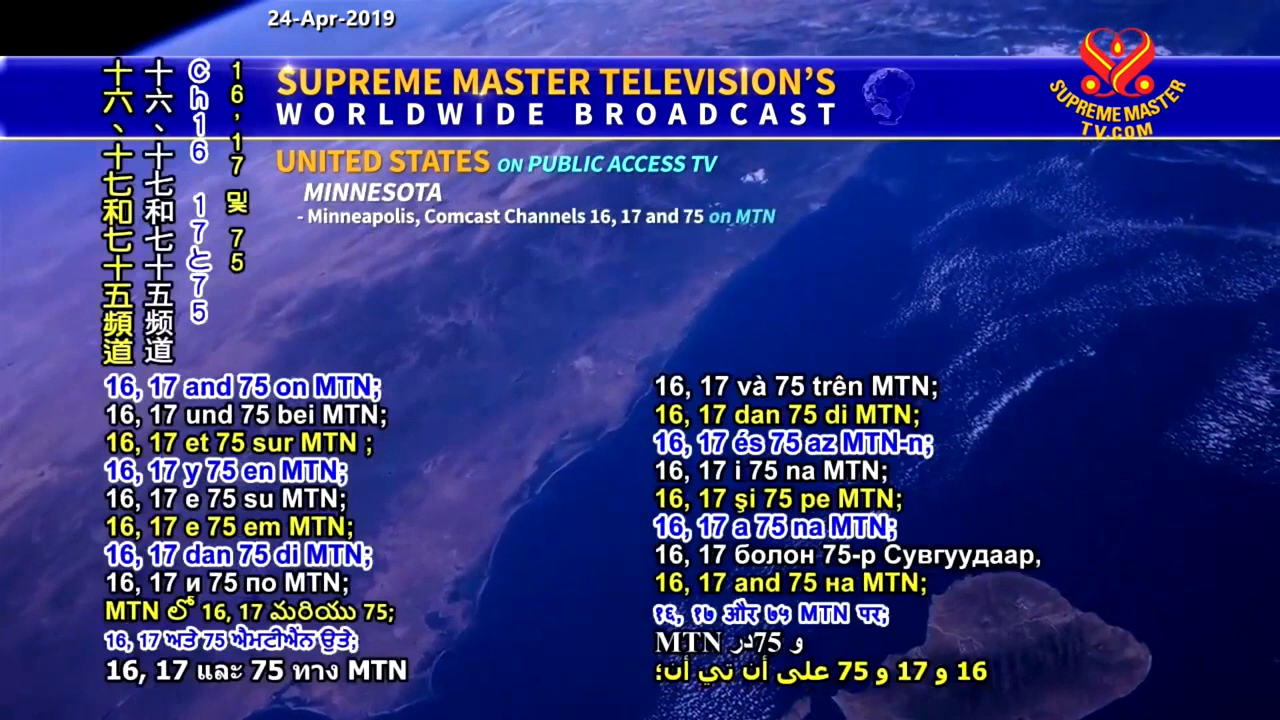 24-Apr-2019
SUPREME MASTER TELEVISION'S
WORLDWIDE BROADCAST
SUPREME MASTER
TV.COM
UNITED STATES ON PUBLIC ACCESS TV
MINNESOTA
- Minneapolis, Comcast Channels 16, 17 and 75 on MTN
十六、十七和七十五頻道
十六、十七和七十五频道
Ch16 17と75
16, 17 및 75
16, 17 and 75 on MTN;
16, 17 und 75 bei MTN;
16, 17 et 75 sur MTN ;
16, 17 y 75 en MTN;
16, 17 e 75 su MTN;
16, 17 e 75 em MTN;
16, 17 dan 75 di MTN;
16, 17 и 75 по MTN;
MTN లో 16, 17 మరియు 75;
16, 17 ਅਤੇ 75 ਐਮਟੀਐਨ ਉਤੇ;
16, 17 และ 75 ทาง MTN
16, 17 và 75 trên MTN;
16, 17 dan 75 di MTN;
16, 17 és 75 az MTN-n;
16, 17 i 75 na MTN;
16, 17 şi 75 pe MTN;
16, 17 a 75 na MTN;
16, 17 болон 75-р Сувгуудаар,
16, 17 and 75 на MTN;
१६, १७ और ७५ MTN पर;
و 75در MTN
16 و 17 و 75 على أن تي أن؛